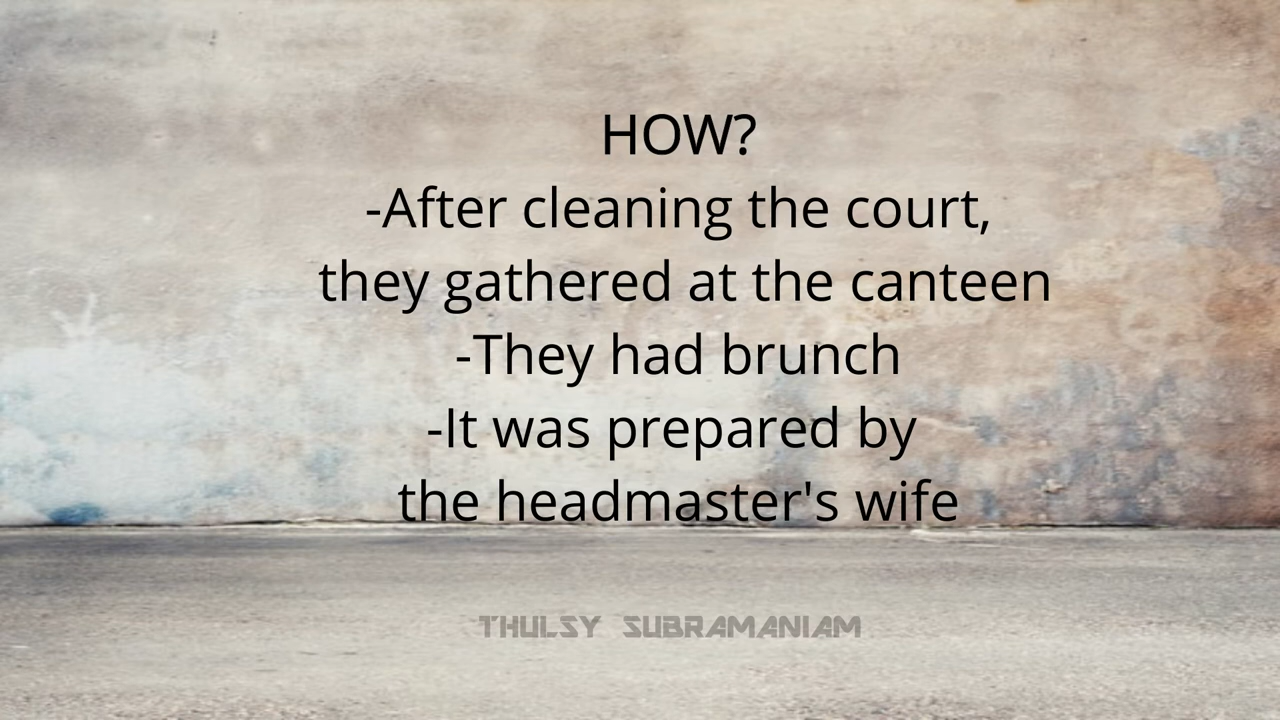 HOW?
-After cleaning the court,
they gathered at the canteen
-They had brunch
-It was prepared by
the headmaster's wife
THULSY SUBRAMANIAM